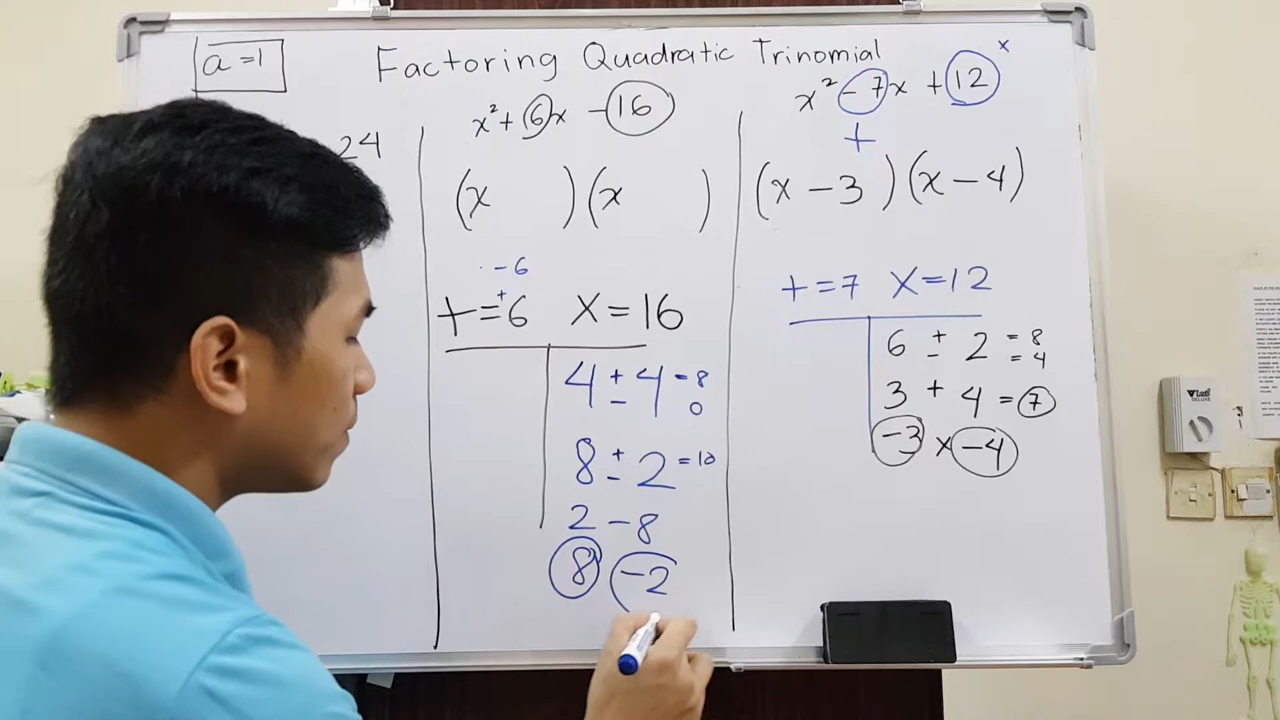 a=1
Factoring Quadratic Trinomial
24
x² + 6x - 16
(x ) (x )
- 6
+
+ = 6 X = 16
4 ± 4 = 8
0
8 ± 2 = 10
2 - 8
8 -2
x² - 7x + 12 x
+
(x - 3) (x - 4)
+ = 7 X = 12
6 ± 2 = 8
= 4
3 + 4 = 7
-3 x -4